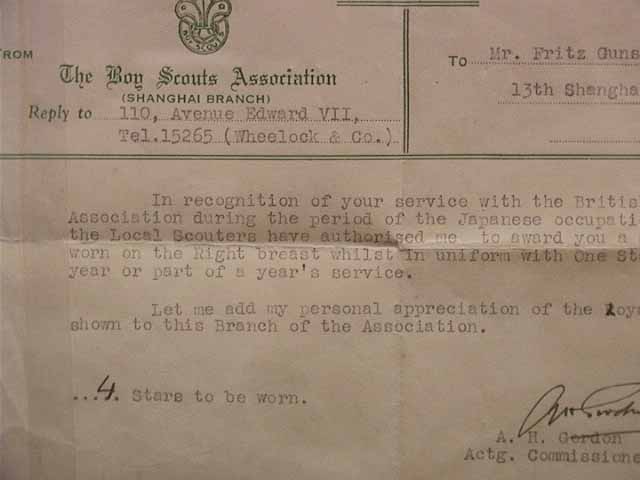 BOY SCOUTS
FROM
The Boy Scouts Association
(SHANGHAI BRANCH)
Reply to 110, Avenue Edward VII,
Tel.15265 (Wheelock & Co.)
To Mr. Fritz Guns
13th Shangha
In recognition of your service with the British
Association during the period of the Japanese occupati
the Local Scouters have authorised me to award you a
worn on the Right breast whilst in uniform with One St
year or part of a year's service.
Let me add my personal appreciation of the loya
shown to this Branch of the Association.
...4. Stars to be worn.
A. H. Gordon
Actg. Commissione